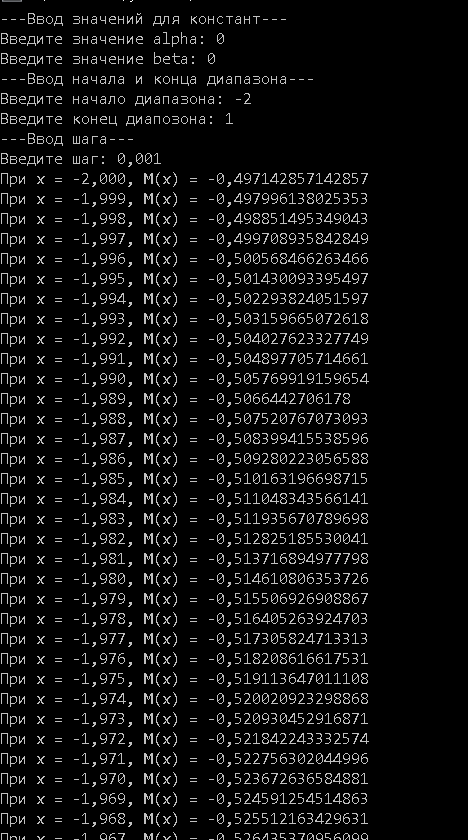 ---Ввод значений для констант---
Введите значение alpha: 0
Введите значение beta: 0
---Ввод начала и конца диапазона---
Введите начало диапазона: -2
Введите конец диапозона: 1
---Ввод шага---
Введите шаг: 0,001
При x = -2,000, M(x) = -0,497142857142857
При x = -1,999, M(x) = -0,497996138025353
При x = -1,998, M(x) = -0,498851495349043
При x = -1,997, M(x) = -0,499708935842849
При x = -1,996, M(x) = -0,500568466263466
При x = -1,995, M(x) = -0,501430093395497
При x = -1,994, M(x) = -0,502293824051597
При x = -1,993, M(x) = -0,503159665072618
При x = -1,992, M(x) = -0,504027623327749
При x = -1,991, M(x) = -0,504897705714661
При x = -1,990, M(x) = -0,505769919159654
При x = -1,989, M(x) = -0,5066442706178
При x = -1,988, M(x) = -0,507520767073093
При x = -1,987, M(x) = -0,508399415538596
При x = -1,986, M(x) = -0,509280223056588
При x = -1,985, M(x) = -0,510163196698715
При x = -1,984, M(x) = -0,511048343566141
При x = -1,983, M(x) = -0,511935670789698
При x = -1,982, M(x) = -0,512825185530041
При x = -1,981, M(x) = -0,513716894977798
При x = -1,980, M(x) = -0,514610806353726
При x = -1,979, M(x) = -0,515506926908867
При x = -1,978, M(x) = -0,516405263924703
При x = -1,977, M(x) = -0,517305824713313
При x = -1,976, M(x) = -0,518208616617531
При x = -1,975, M(x) = -0,519113647011108
При x = -1,974, M(x) = -0,520020923298868
При x = -1,973, M(x) = -0,520930452916871
При x = -1,972, M(x) = -0,521842243332574
При x = -1,971, M(x) = -0,522756302044996
При x = -1,970, M(x) = -0,523672636584881
При x = -1,969, M(x) = -0,524591254514863
При x = -1,968, M(x) = -0,525512163429631
При x = -1,967, M(x) = -0,526435370956099